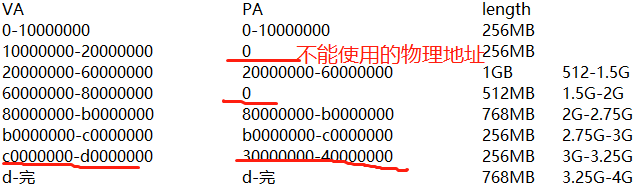 VA PA length
0-10000000 0-10000000 256MB
10000000-20000000 0 不能使用的物理地址 256MB
20000000-60000000 20000000-60000000 1GB 512-1.5G
60000000-80000000 0 512MB 1.5G-2G
80000000-b0000000 80000000-b0000000 768MB 2G-2.75G
b0000000-c0000000 b0000000-c0000000 256MB 2.75G-3G
c0000000-d0000000 30000000-40000000 256MB 3G-3.25G
d-完 d-完 768MB 3.25G-4G